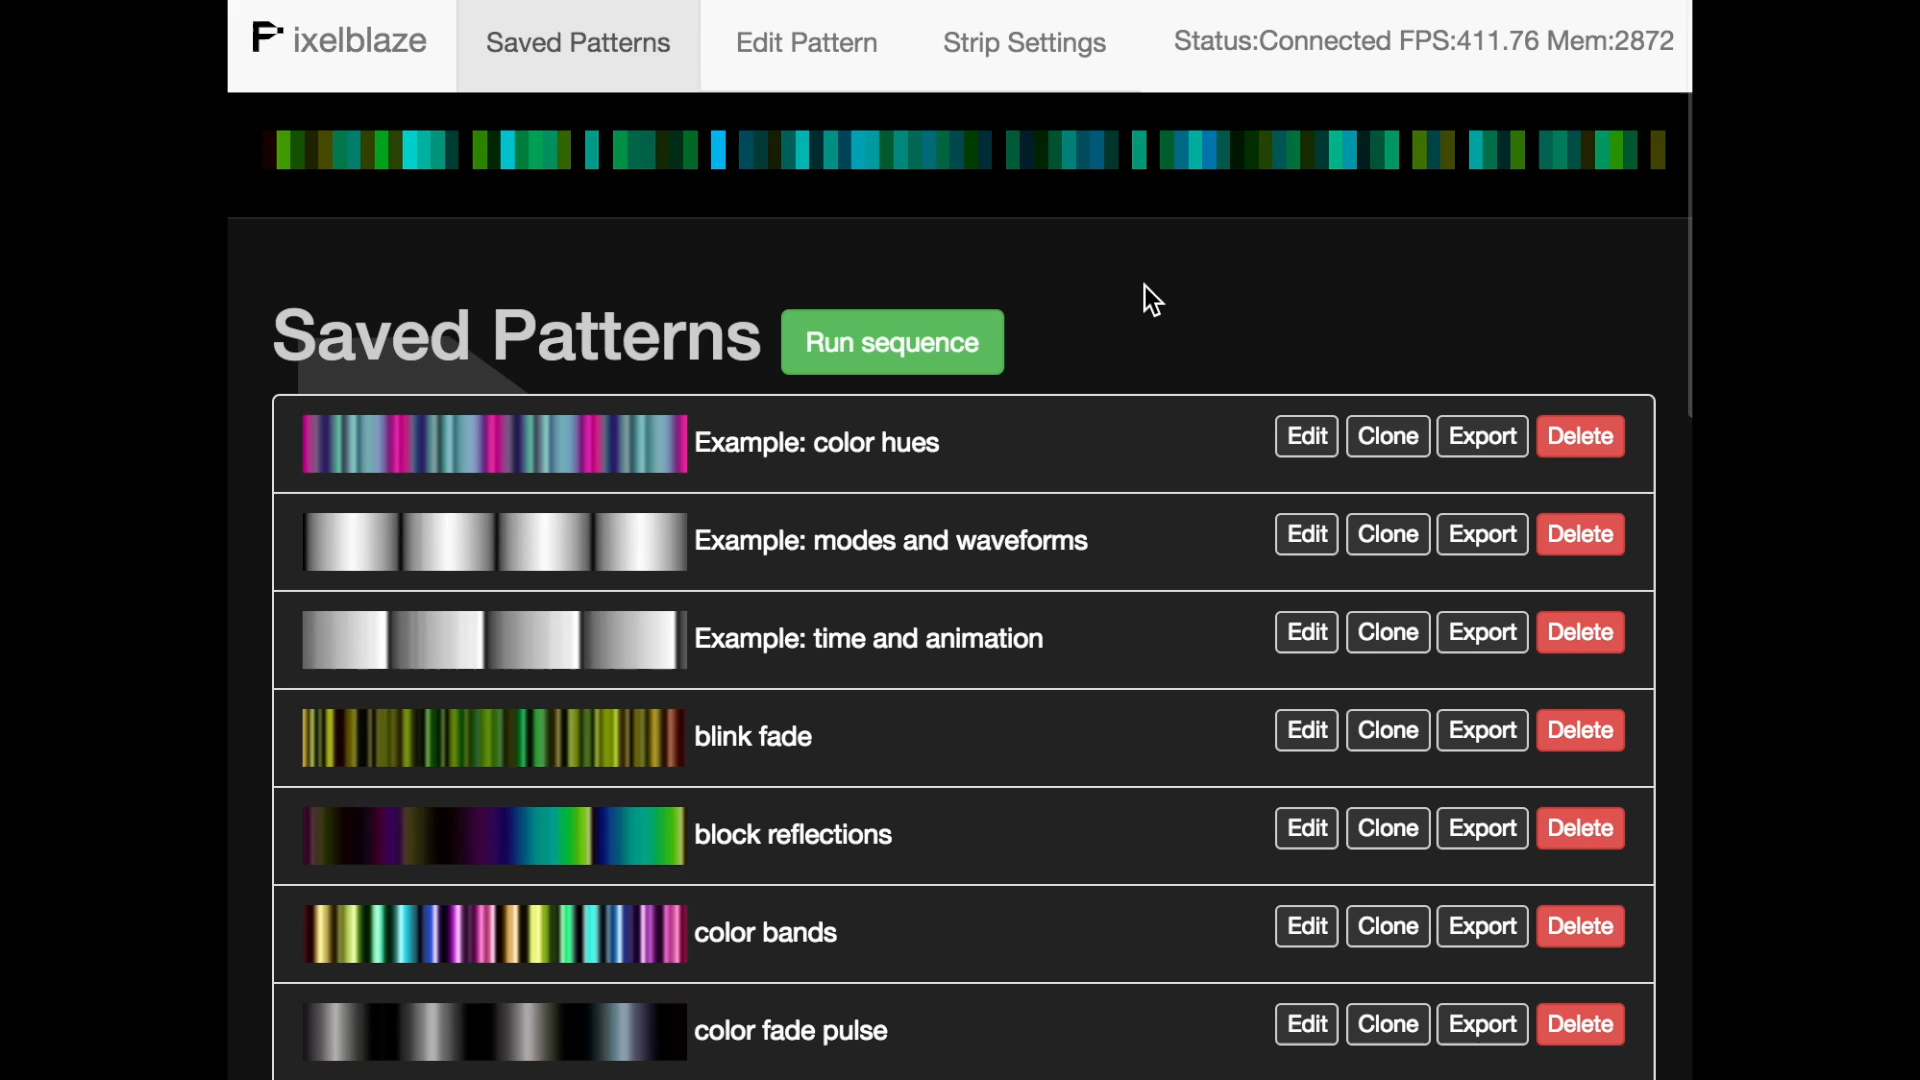 Pixelblaze Saved Patterns Edit Pattern Strip Settings Status:Connected FPS:411.76 Mem:2872
Saved Patterns Run sequence
Example: color hues Edit Clone Export Delete
Example: modes and waveforms Edit Clone Export Delete
Example: time and animation Edit Clone Export Delete
blink fade Edit Clone Export Delete
block reflections Edit Clone Export Delete
color bands Edit Clone Export Delete
color fade pulse Edit Clone Export Delete